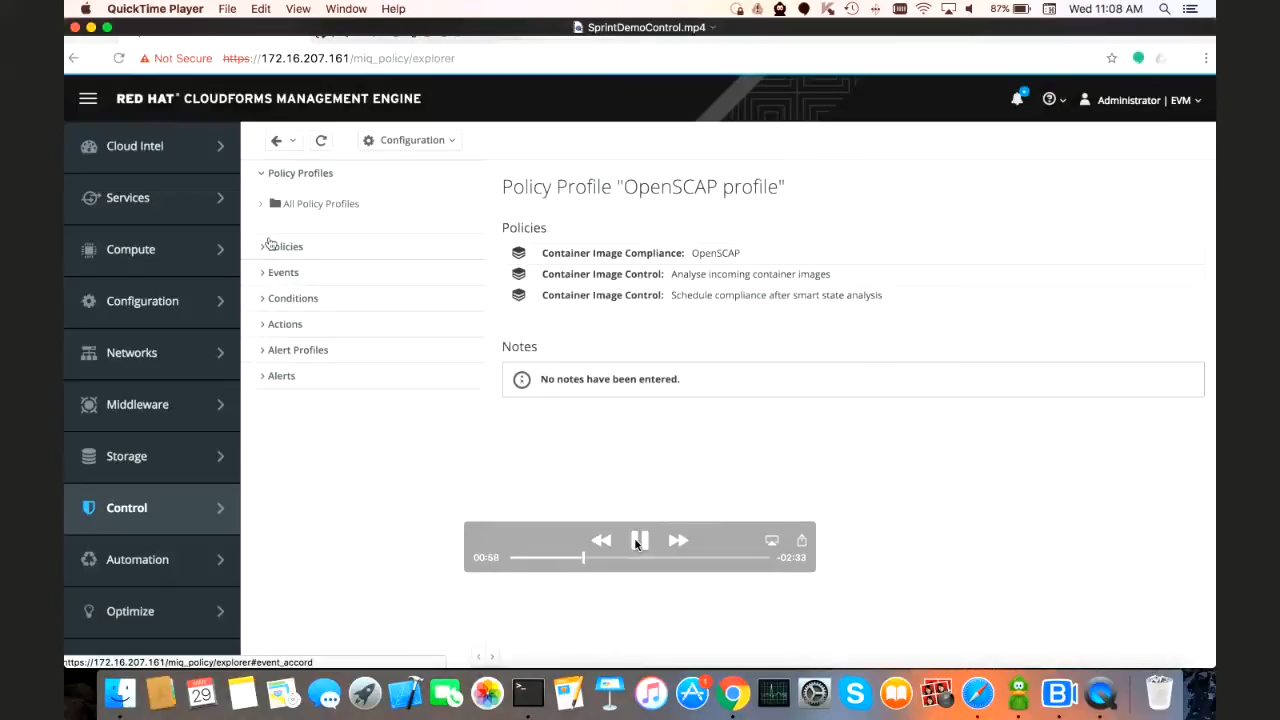 QuickTime Player File Edit View Window Help 87% Wed 11:08 AM
SprintDemoControl.mp4
Not Secure https://172.16.207.161/miq_policy/explorer
RED HAT® CLOUDFORMS MANAGEMENT ENGINE
Administrator | EVM
Configuration
Cloud Intel
Services
Compute
Configuration
Networks
Middleware
Storage
Control
Automation
Optimize
Policy Profiles
All Policy Profiles
Policies
Events
Conditions
Actions
Alert Profiles
Alerts
Policy Profile "OpenSCAP profile"
Policies
Container Image Compliance: OpenSCAP
Container Image Control: Analyse incoming container images
Container Image Control: Schedule compliance after smart state analysis
Notes
No notes have been entered.
00:58 -02:33
https://172.16.207.161/miq_policy/explorer#event_accord
29
1